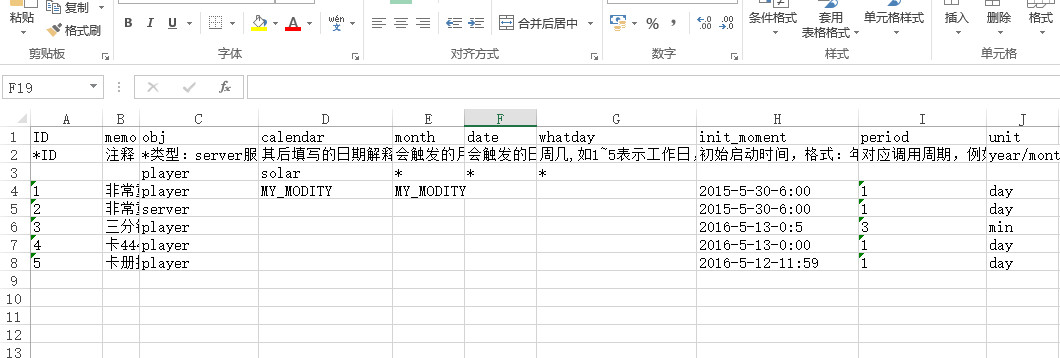 粘贴 复制 格式刷 B I U A wén 合并后居中 % , 条件格式 套用 表格格式 单元格样式 插入 删除 格式
剪贴板 字体 对齐方式 数字 样式 单元格
F19 fx
A B C D E F G H I J
1 ID memo obj calendar month date whatday init_moment period unit
2 *ID 注释 *类型：server服 其后填写的日期解释 会触发的月 会触发的日 周几，如1~5表示工作日， 初始启动时间，格式：年 对应调用周期，例如 year/mont
3 player solar * * *
4 1 非常重 player MY_MODITY MY_MODITY 2015-5-30-6:00 1 day
5 2 非常重 server 2015-5-30-6:00 1 day
6 3 三分钟 player 2016-5-13-0:5 3 min
7 4 卡44 player 2016-5-13-0:00 1 day
8 5 卡册 player 2016-5-12-11:59 1 day
9
10
11
12
13